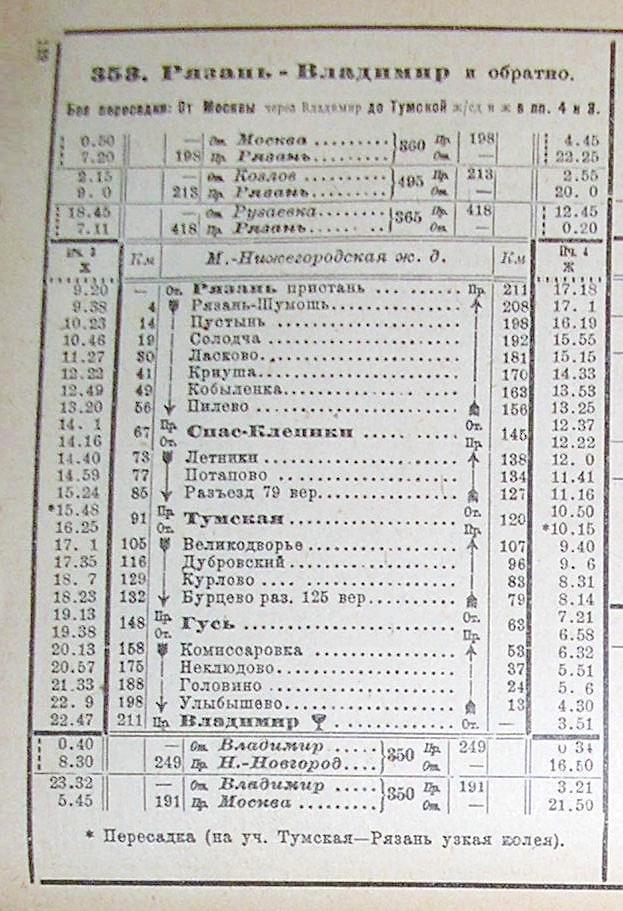 353. Рязань - Владимир и обратно.
Без пересадки: От Москвы через Владимир до Тумской ж/сд и ж в пп. 4 и 3.
0.50 — От. Москва 360 Пр. 198 4.45
7.20 198 Пр. Рязань От. — 22.25
2.15 — От. Козлов 495 Пр. 213 2.55
9. 0 213 Пр. Рязань От. — 20. 0
18.45 — От. Рузаевка 365 Пр. 418 12.45
7.11 418 Пр. Рязань От. — 0.20
Пч. 3 Ж Км М.-Нижегородская ж. д. Км Пч. 4 Ж
9.20 — От. Рязань пристань Пр. 211 17.18
9.38 4 Рязань-Шумошь 208 17. 1
10.23 14 Пустынь 198 16.19
10.46 19 Солодча 192 15.55
11.27 30 Ласково 181 15.15
12.22 41 Криуша 170 14.33
12.49 49 Кобыленка 163 13.53
13.20 56 Пилево 156 13.25
14. 1 Пр. От. 12.37
67 Спас-Клепики 145
14.16 От. Пр. 12.22
14.40 73 Летники 138 12. 0
14.59 77 Потапово 134 11.41
15.24 85 Разъезд 79 вер. 127 11.16
*15.48 Пр. От. 10.50
91 Тумская 120
16.25 От. Пр. *10.15
17. 1 105 Великодворье 107 9.40
17.35 116 Дубровский 96 9. 6
18. 7 129 Курлово 83 8.31
18.23 132 Бурцево раз. 125 вер. 79 8.14
19.13 Пр. От. 7.21
148 Гусь 63
19.38 От. Пр. 6.58
20.13 158 Комиссаровка 53 6.32
20.57 175 Неклюдово 37 5.51
21.33 188 Головино 24 5. 6
22. 9 198 Улыбышево 13 4.30
22.47 211 Пр. Владимир От. — 3.51
0.40 — От. Владимир 350 Пр. 249 0 34
8.30 249 Пр. Н.-Новгород От. — 16.50
23.32 — От. Владимир 350 Пр. 191 3.21
5.45 191 Пр. Москва От. — 21.50
* Пересадка (на уч. Тумская—Рязань узкая колея).